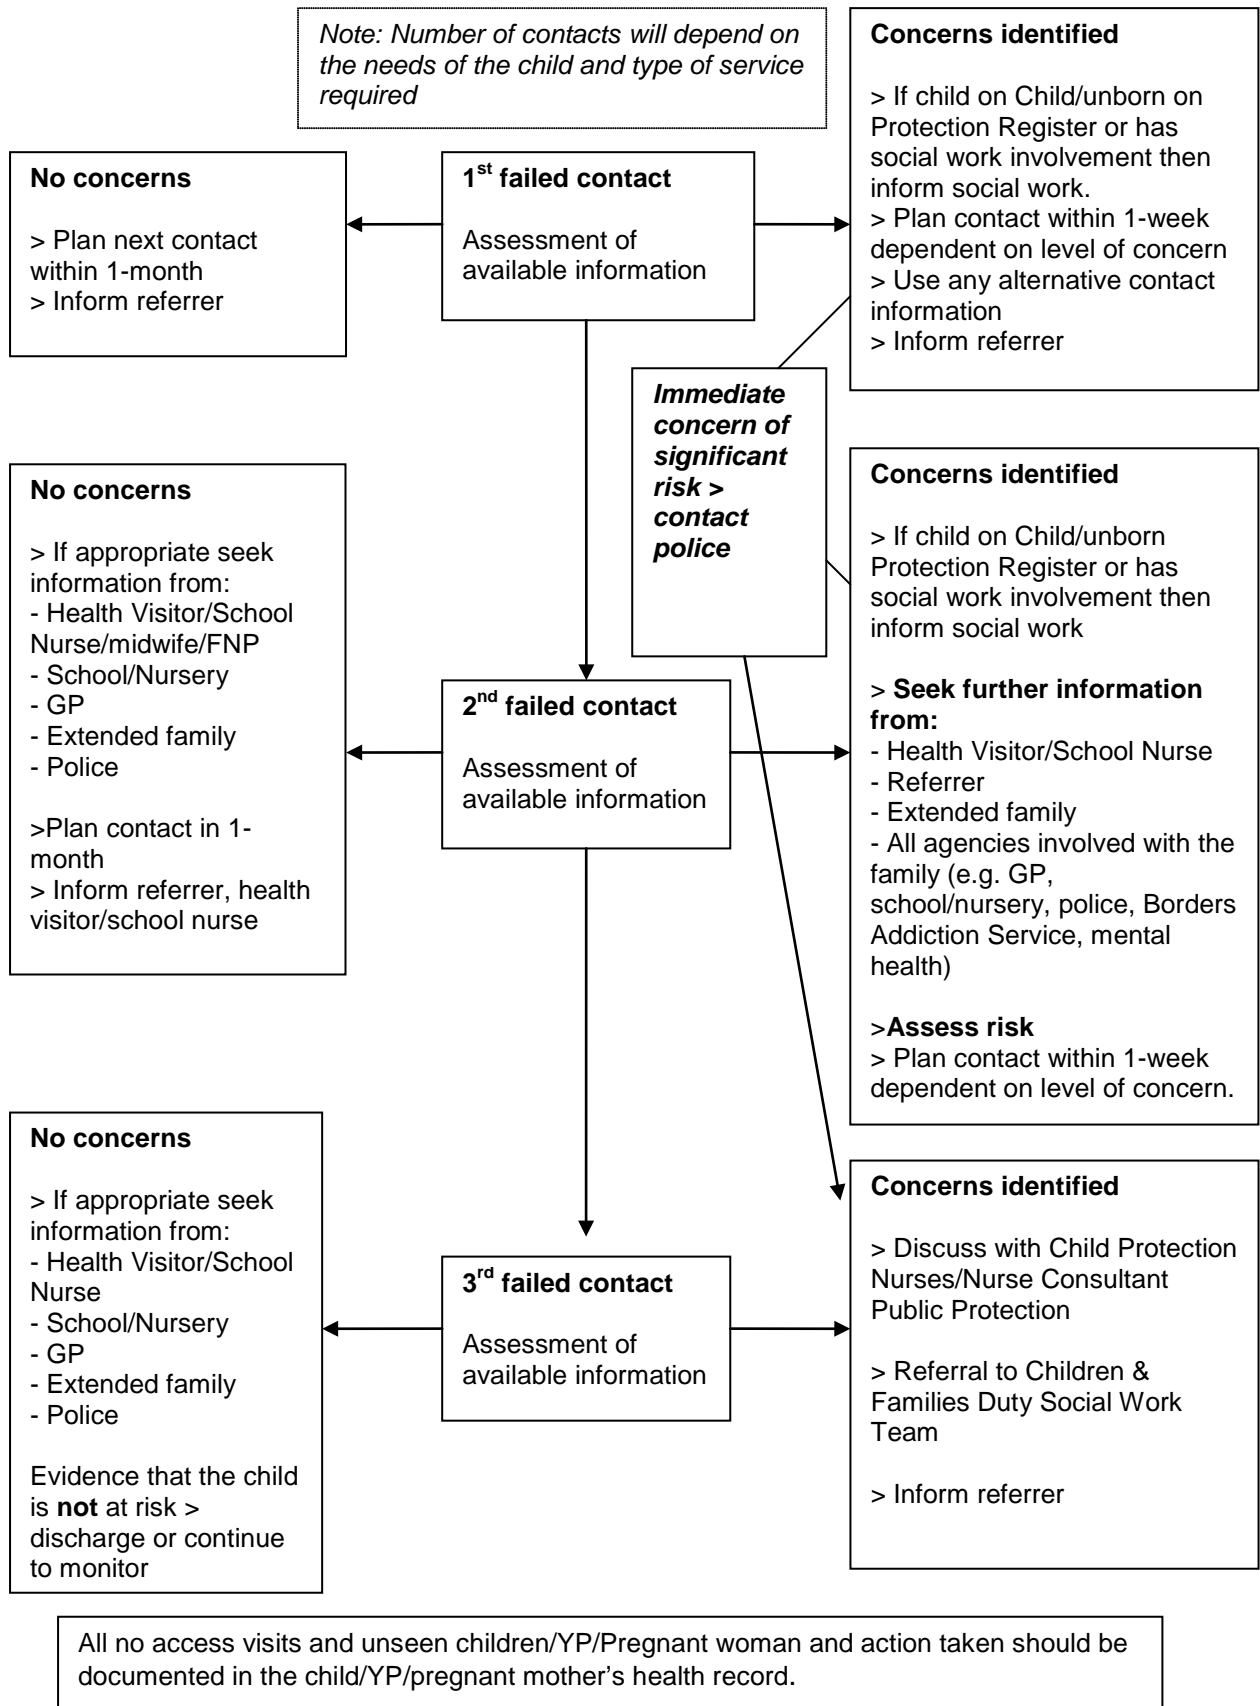 Note: Number of contacts will depend on
the needs of the child and type of service
required
Concerns identified
> If child on Child/unborn on
Protection Register or has
social work involvement then
inform social work.
> Plan contact within 1-week
dependent on level of concern
> Use any alternative contact
information
> Inform referrer
No concerns
> Plan next contact
within 1-month
> Inform referrer
1st failed contact
Assessment of
available information
Immediate
concern of
significant
risk >
contact
police
No concerns
> If appropriate seek
information from:
- Health Visitor/School
Nurse/midwife/FNP
- School/Nursery
- GP
- Extended family
- Police
>Plan contact in 1-
month
> Inform referrer, health
visitor/school nurse
2nd failed contact
Assessment of
available information
Concerns identified
> If child on Child/unborn
Protection Register or has
social work involvement then
inform social work
> Seek further information
from:
- Health Visitor/School Nurse
- Referrer
- Extended family
- All agencies involved with the
family (e.g. GP,
school/nursery, police, Borders
Addiction Service, mental
health)
>Assess risk
> Plan contact within 1-week
dependent on level of concern.
No concerns
> If appropriate seek
information from:
- Health Visitor/School
Nurse
- School/Nursery
- GP
- Extended family
- Police
Evidence that the child
is not at risk >
discharge or continue
to monitor
3rd failed contact
Assessment of
available information
Concerns identified
> Discuss with Child Protection
Nurses/Nurse Consultant
Public Protection
> Referral to Children &
Families Duty Social Work
Team
> Inform referrer
All no access visits and unseen children/YP/Pregnant woman and action taken should be
documented in the child/YP/pregnant mother's health record.